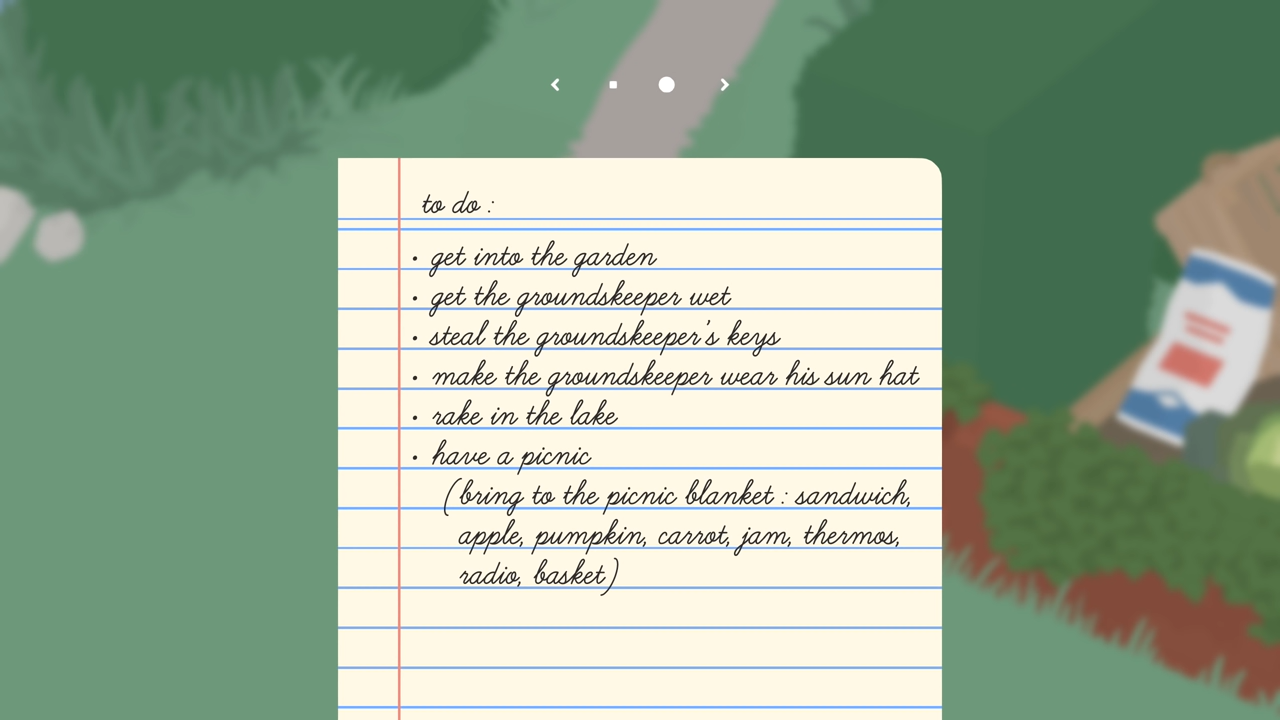 to do :
• get into the garden
• get the groundskeeper wet
• steal the groundskeeper's keys
• make the groundskeeper wear his sun hat
• rake in the lake
• have a picnic
(bring to the picnic blanket : sandwich,
apple, pumpkin, carrot, jam, thermos,
radio, basket)